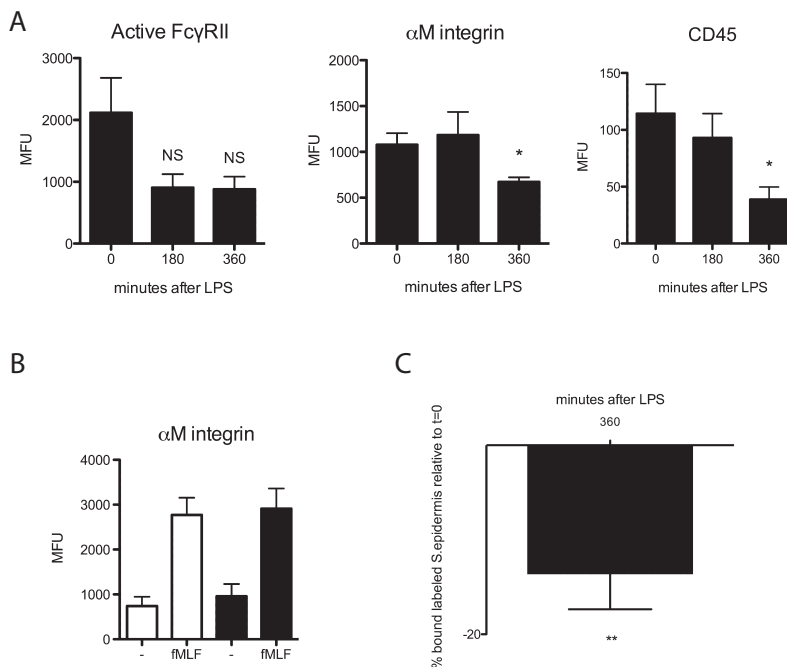 A
Active FcγRII
αM integrin
CD45
3000
2000
1000
0
MFU
NS
NS
0
180
360
minutes after LPS
2000
1500
1000
500
0
MFU
*
0
180
360
minutes after LPS
150
100
50
0
MFU
*
0
180
360
minutes after LPS
B
αM integrin
4000
3000
2000
1000
0
MFU
-
fMLF
-
fMLF
C
minutes after LPS
360
% bound labeled S.epidermis relative to t=0
-20
**